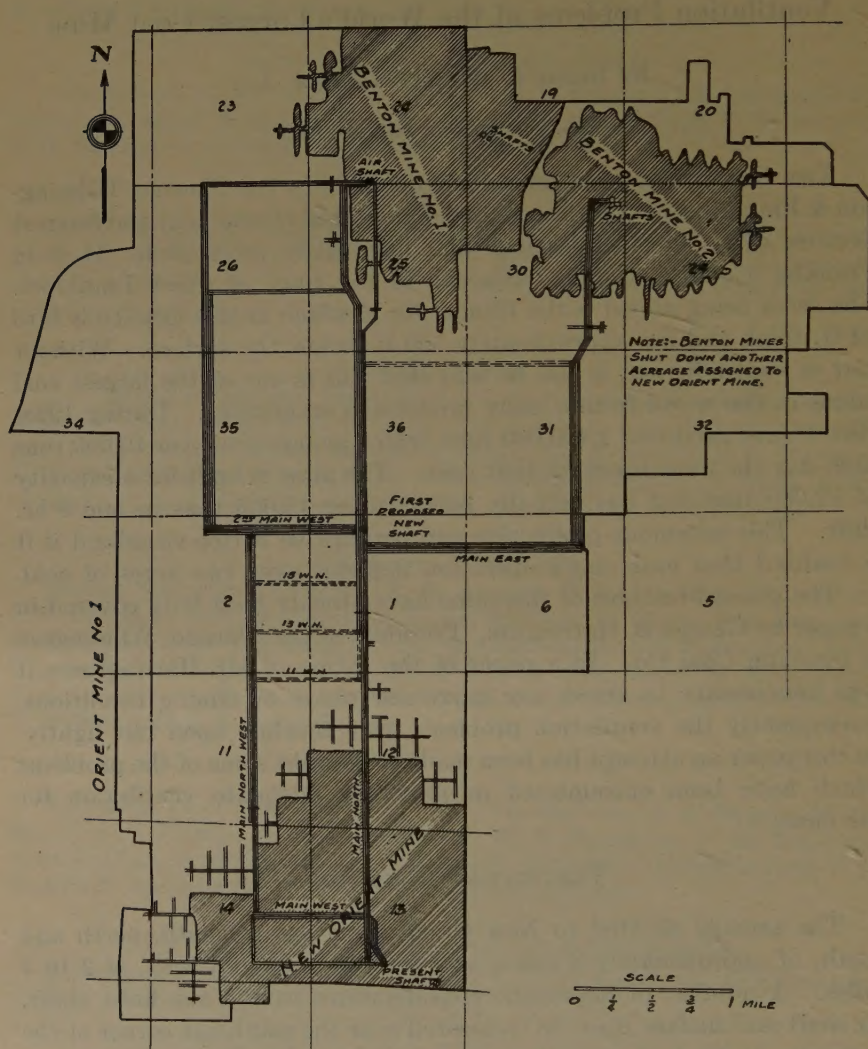 N
23
24
19
20
BENTON MINE No. 1
SHAFTS
AIR
SHAFT
BENTON MINE No. 2
SHAFTS
26
25
30
29
NOTE:- BENTON MINES
SHUT DOWN AND THEIR
ACREAGE ASSIGNED TO
NEW ORIENT MINE.
34
35
36
31
32
FIRST
PROPOSED
NEW
SHAFT
2ND MAIN WEST
MAIN EAST
15 W.N.
2
1
6
5
13 W.N.
11 W.N.
ORIENT MINE No 1
11
12
MAIN NORTH WEST
MAIN NORTH
14
MAIN WEST
13
NEW ORIENT MINE
PRESENT
SHAFTS
SCALE
0 1/4 1/2 3/4 1 MILE